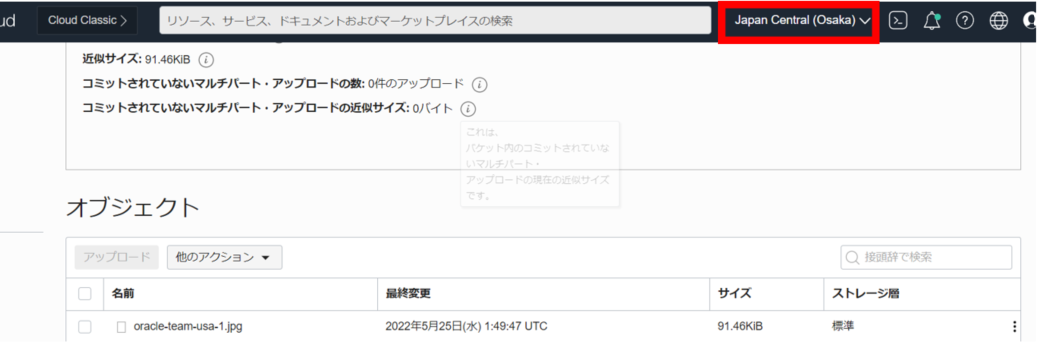 ud
Cloud Classic
リソース、サービス、ドキュメントおよびマーケットプレイスの検索
Japan Central (Osaka)
近似サイズ: 91.46KiB
コミットされていないマルチパート・アップロードの数: 0件のアップロード
コミットされていないマルチパート・アップロードの近似サイズ: 0バイト
これは、
バケット内のコミットされていな
いマルチパート・
アップロードの現在の近似サイズ
です。
オブジェクト
アップロード
他のアクション
接頭辞で検索
名前
最終変更
サイズ
ストレージ層
oracle-team-usa-1.jpg
2022年5月25日(水) 1:49:47 UTC
91.46KiB
標準